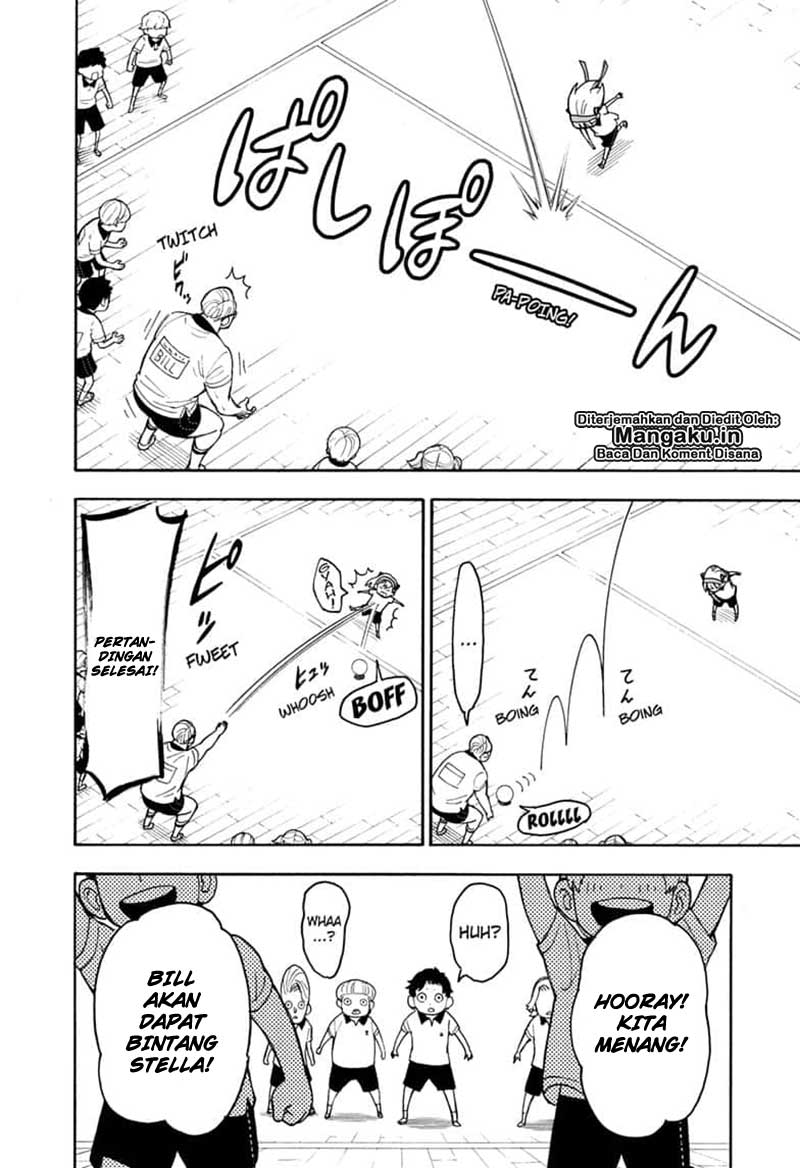 ぱしぽーん
PA-POING!
TWITCH
ビクッ
BILL
Diterjemahkan dan Diedit Oleh:
Mangaku.in
Baca Dan Koment Disana
...
てん
BOING
てん
BOING
ROLLLL
ヒュッ
WHOOSH
BOFF
ピッ
FWEET
PERTAN-
DINGAN
SELESAI!
HOORAY!
KITA
MENANG!
HUH?
WHAA
...?
BILL
AKAN
DAPAT
BINTANG
STELLA!